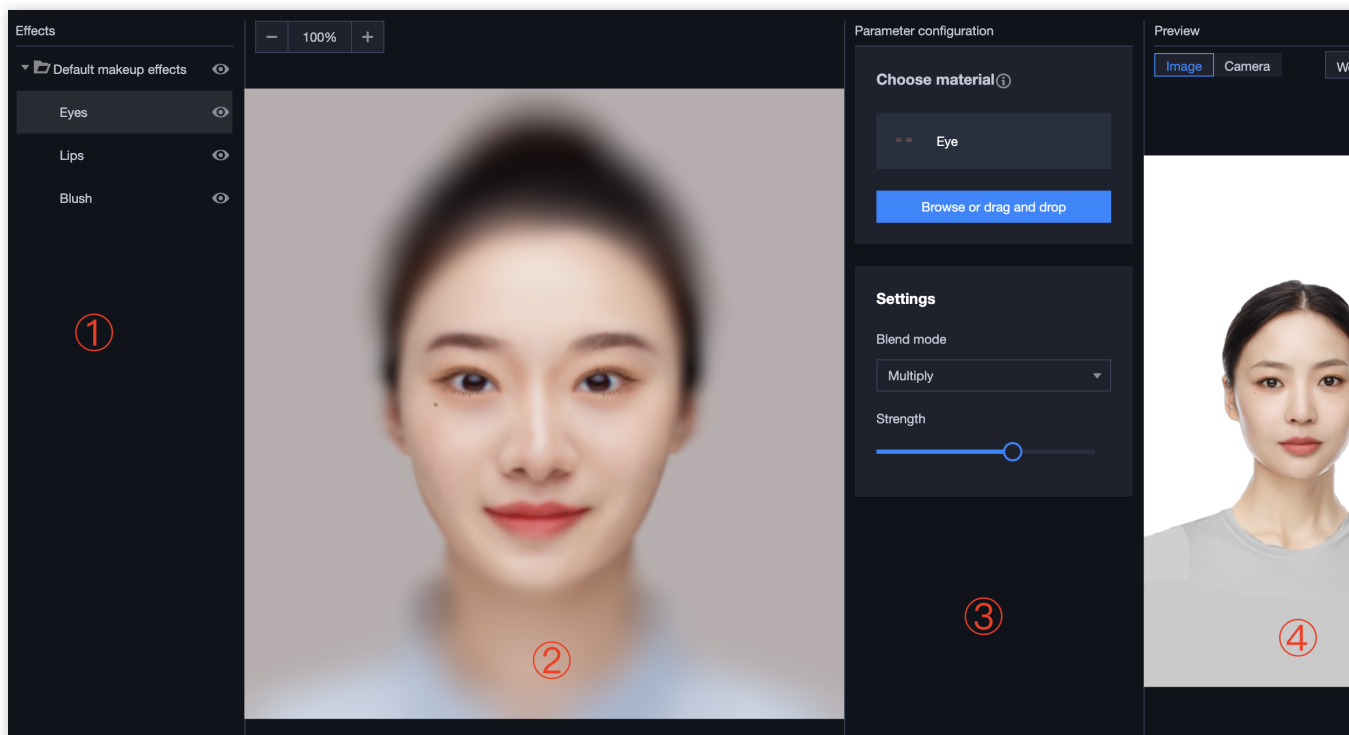 Effects
Default makeup effects
Eyes
Lips
Blush
①
− 100% +
②
Parameter configuration
Choose material
Eye
Browse or drag and drop
Settings
Blend mode
Multiply
Strength
③
Preview
Image Camera
④